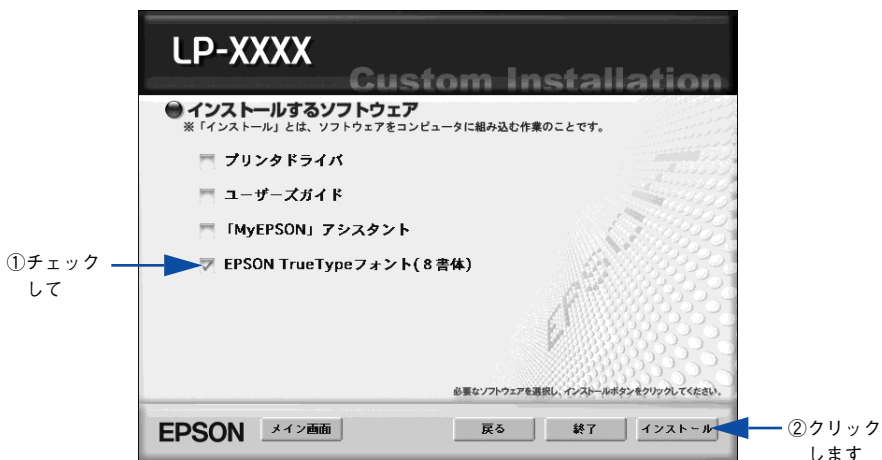 LP-XXXX
Custom Installation
インストールするソフトウェア
※「インストール」とは、ソフトウェアをコンピュータに組み込む作業のことです。
プリンタドライバ
ユーザーズガイド
「MyEPSON」アシスタント
EPSON TrueTypeフォント(8書体)
①チェック
して
EPSON
必要なソフトウェアを選択し、インストールボタンをクリックしてください。
EPSON
メイン画面
戻る
終了
インストール
②クリック
します